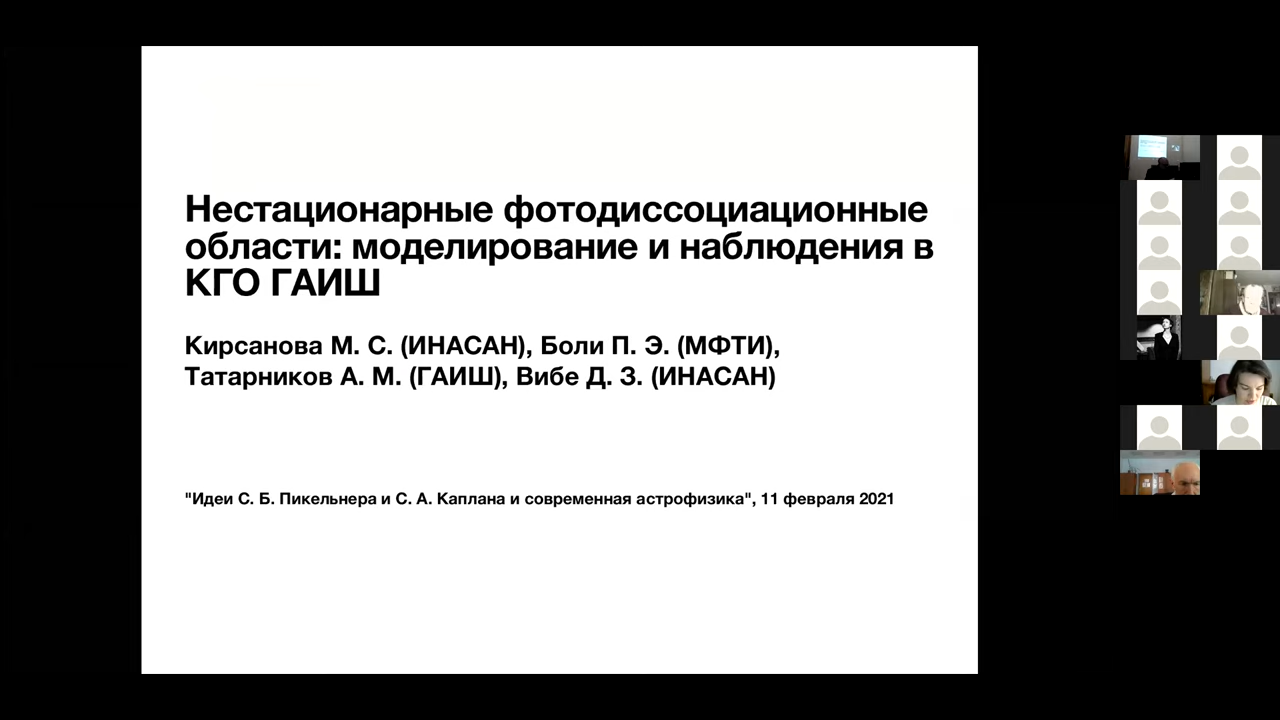 Нестационарные фотодиссоциационные
области: моделирование и наблюдения в
КГО ГАИШ
Кирсанова М. С. (ИНАСАН), Боли П. Э. (МФТИ),
Татарников А. М. (ГАИШ), Вибе Д. З. (ИНАСАН)
"Идеи С. Б. Пикельнера и С. А. Каплана и современная астрофизика", 11 февраля 2021